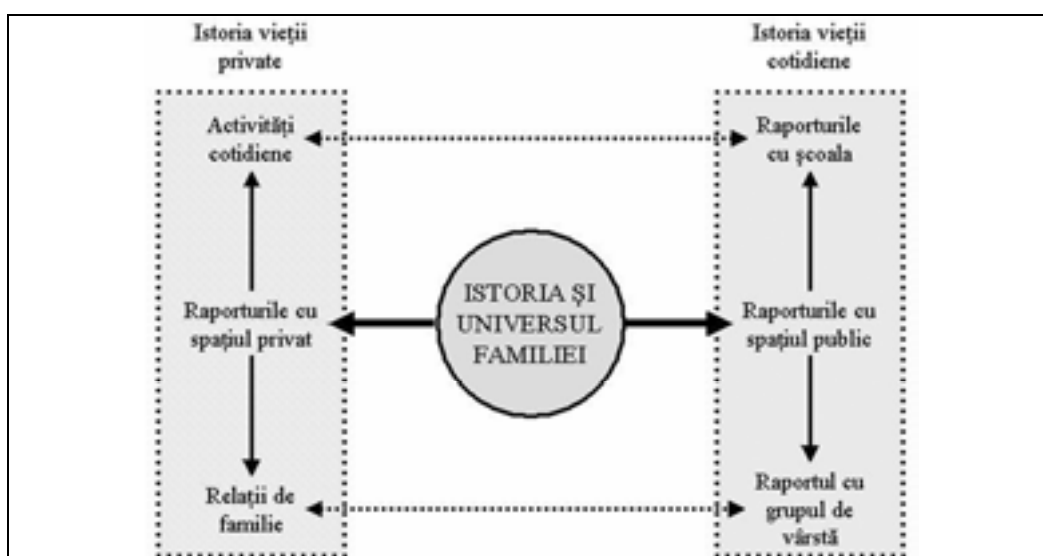 Istoria vieții
private
Istoria vieții
cotidiene
Activități
cotidiene
Raporturile
cu școala
Raporturile cu
spațiul privat
ISTORIA ȘI
UNIVERSUL
FAMILIEI
Raporturile cu
spațiul public
Relații de
familie
Raportul cu
grupul de
vârstă